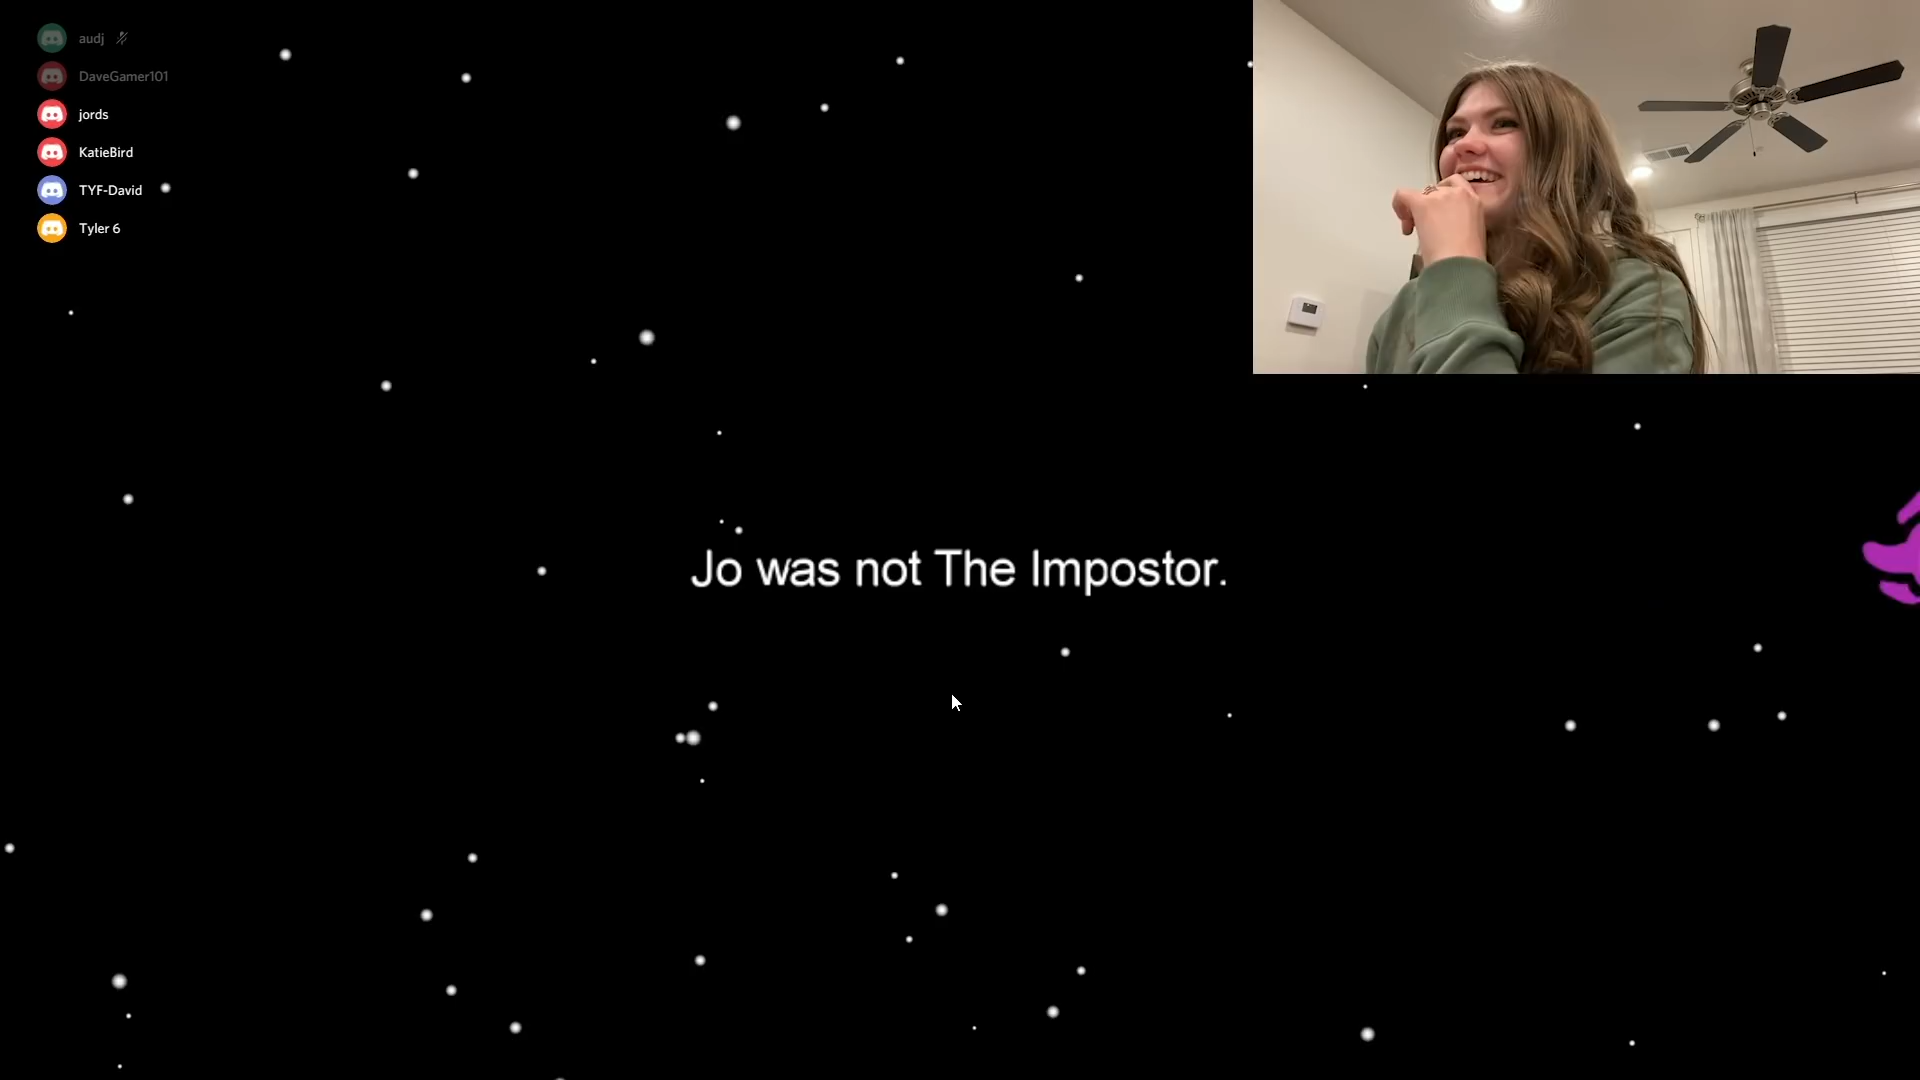 audj
DaveGamer101
jords
KatieBird
TYF-David
Tyler 6
Jo was not The Impostor.